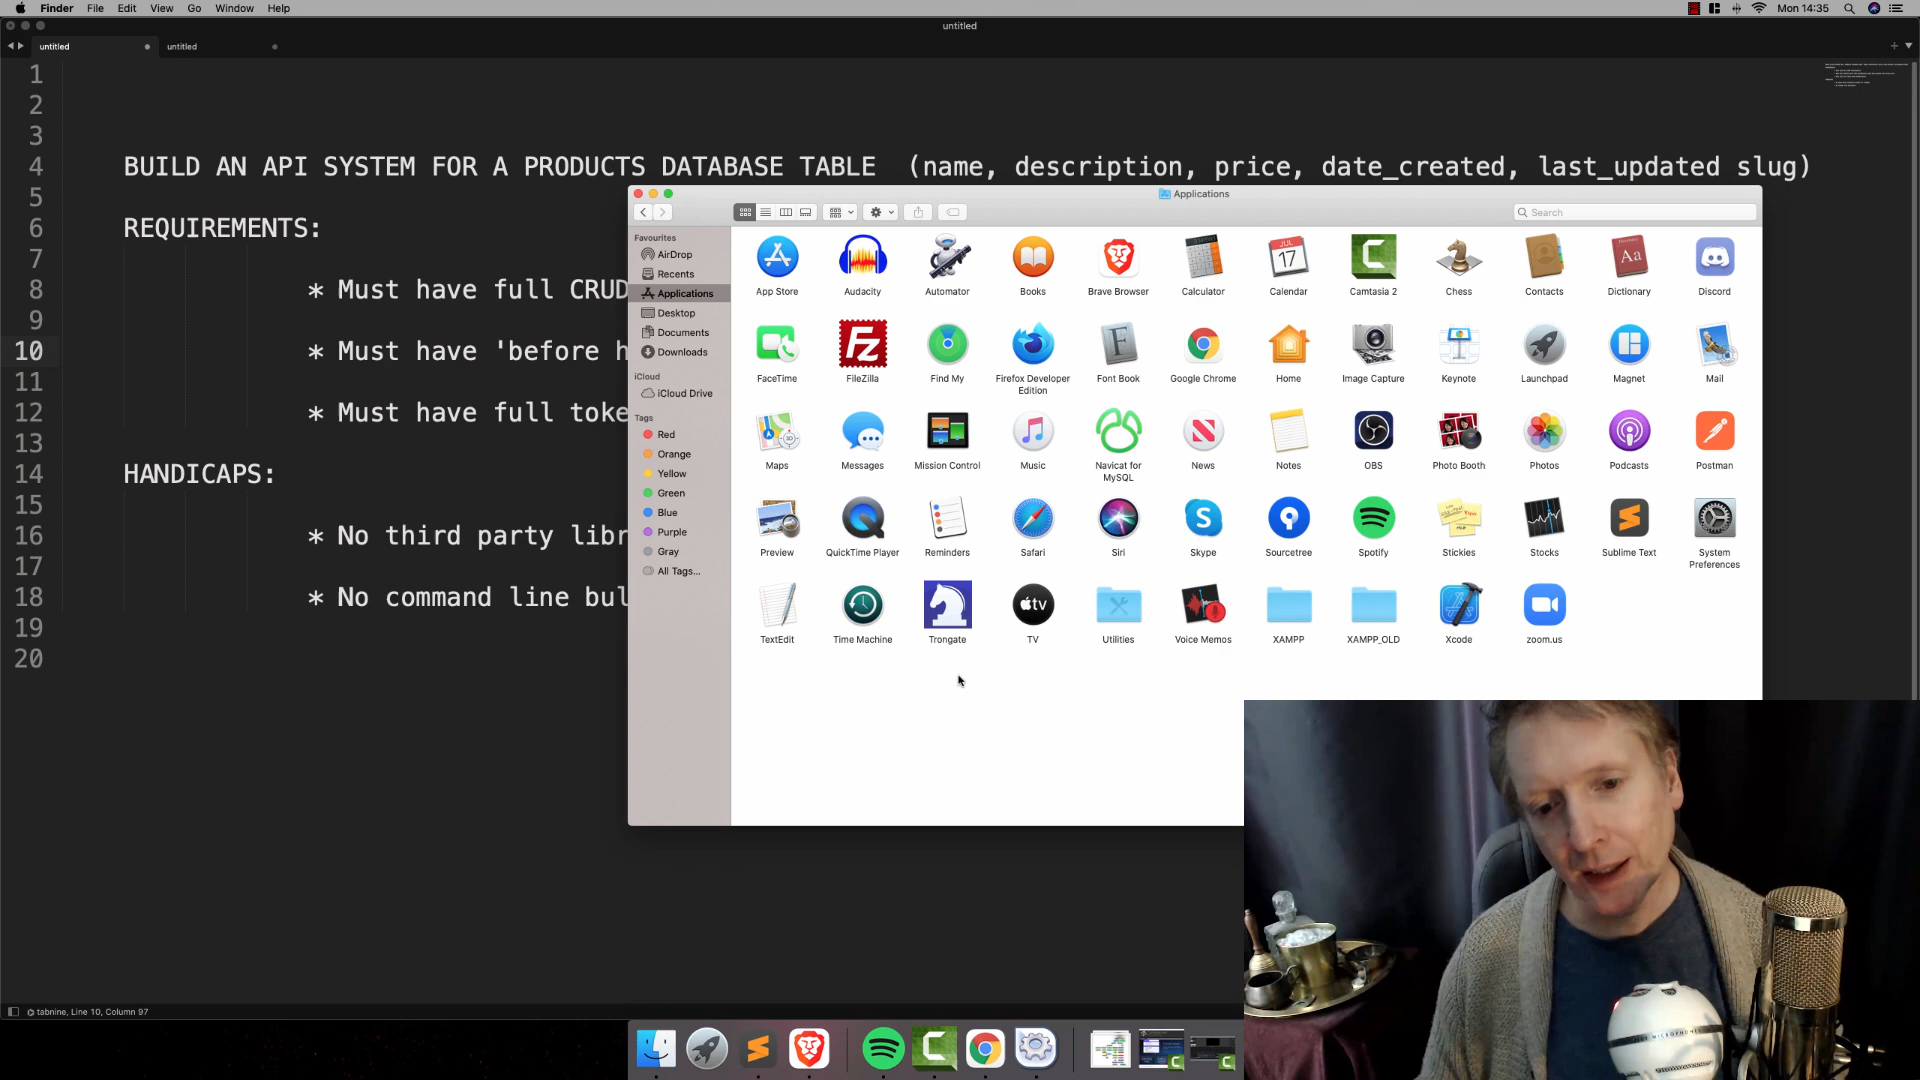 Finder File Edit View Go Window Help
Mon 14:35
untitled
untitled
untitled
1
2
3
4 BUILD AN API SYSTEM FOR A PRODUCTS DATABASE TABLE (name, description, price, date_created, last_updated slug)
5
6 REQUIREMENTS:
7
8 * Must have full CRUD
9
10 * Must have 'before h
11
12 * Must have full toke
13
14 HANDICAPS:
15
16 * No third party libr
17
18 * No command line bul
19
20
Applications
Search
Favourites
AirDrop
Recents
Applications
Desktop
Documents
Downloads
iCloud
iCloud Drive
Tags
Red
Orange
Yellow
Green
Blue
Purple
Gray
All Tags...
JUL
17
Aa
App Store Audacity Automator Books Brave Browser Calculator Calendar Camtasia 2 Chess Contacts Dictionary Discord
Fz
F
FaceTime FileZilla Find My Firefox Developer Edition Font Book Google Chrome Home Image Capture Keynote Launchpad Magnet Mail
Maps Messages Mission Control Music Navicat for MySQL News Notes OBS Photo Booth Photos Podcasts Postman
Preview QuickTime Player Reminders Safari Siri Skype Sourcetree Spotify Stickies Stocks Sublime Text System Preferences
tv
TextEdit Time Machine Trongate TV Utilities Voice Memos XAMPP XAMPP_OLD Xcode zoom.us
tabnine, Line 10, Column 97